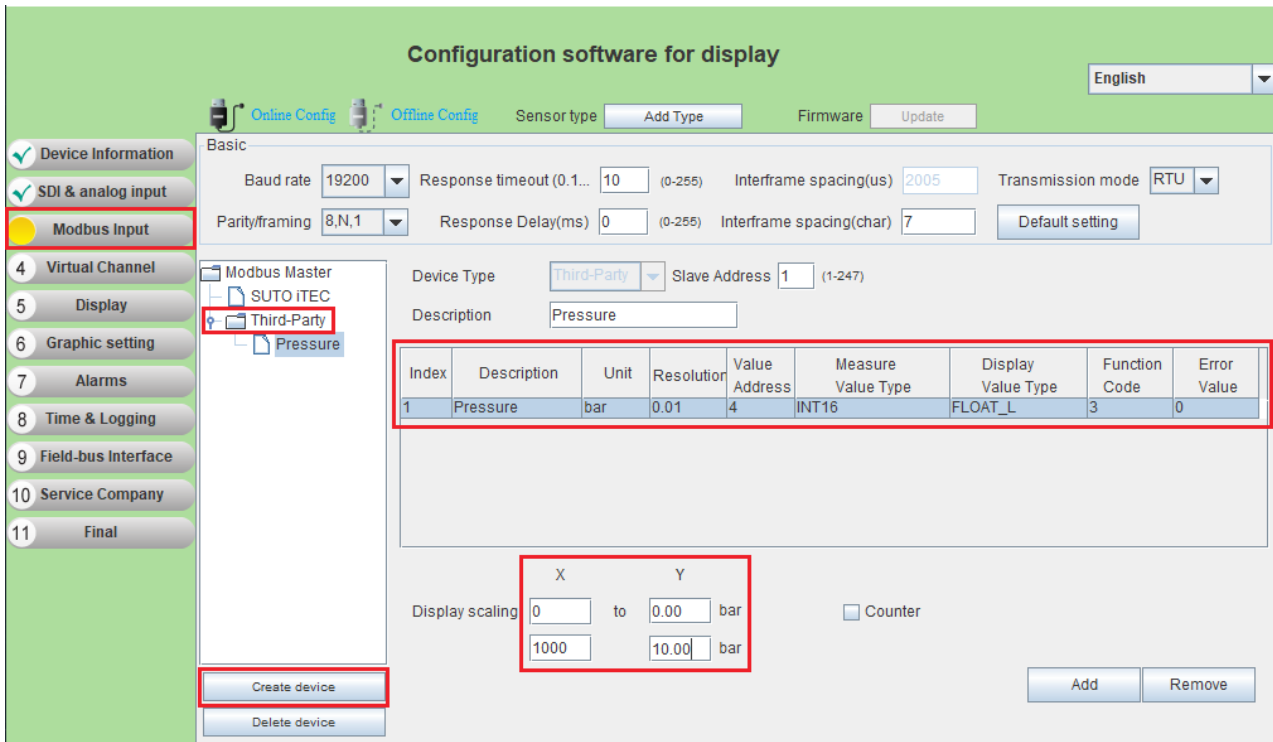 Configuration software for display
English
Online Config Offline Config Sensor type Add Type Firmware Update
Device Information
SDI & analog input
Modbus Input
4 Virtual Channel
5 Display
6 Graphic setting
7 Alarms
8 Time & Logging
9 Field-bus Interface
10 Service Company
11 Final
Basic
Baud rate 19200 Response timeout (0.1... 10 (0-255) Interframe spacing(us) 2005 Transmission mode RTU
Parity/framing 8,N,1 Response Delay(ms) 0 (0-255) Interframe spacing(char) 7 Default setting
Modbus Master
SUTO iTEC
Third-Party
Pressure
Create device
Delete device
Device Type Third-Party Slave Address 1 (1-247)
Description Pressure
Index Description Unit Resolution Value Address Measure Value Type Display Value Type Function Code Error Value
1 Pressure bar 0.01 4 INT16 FLOAT_L 3 0
X Y
Display scaling 0 to 0.00 bar Counter
1000 10.00 bar
Add Remove